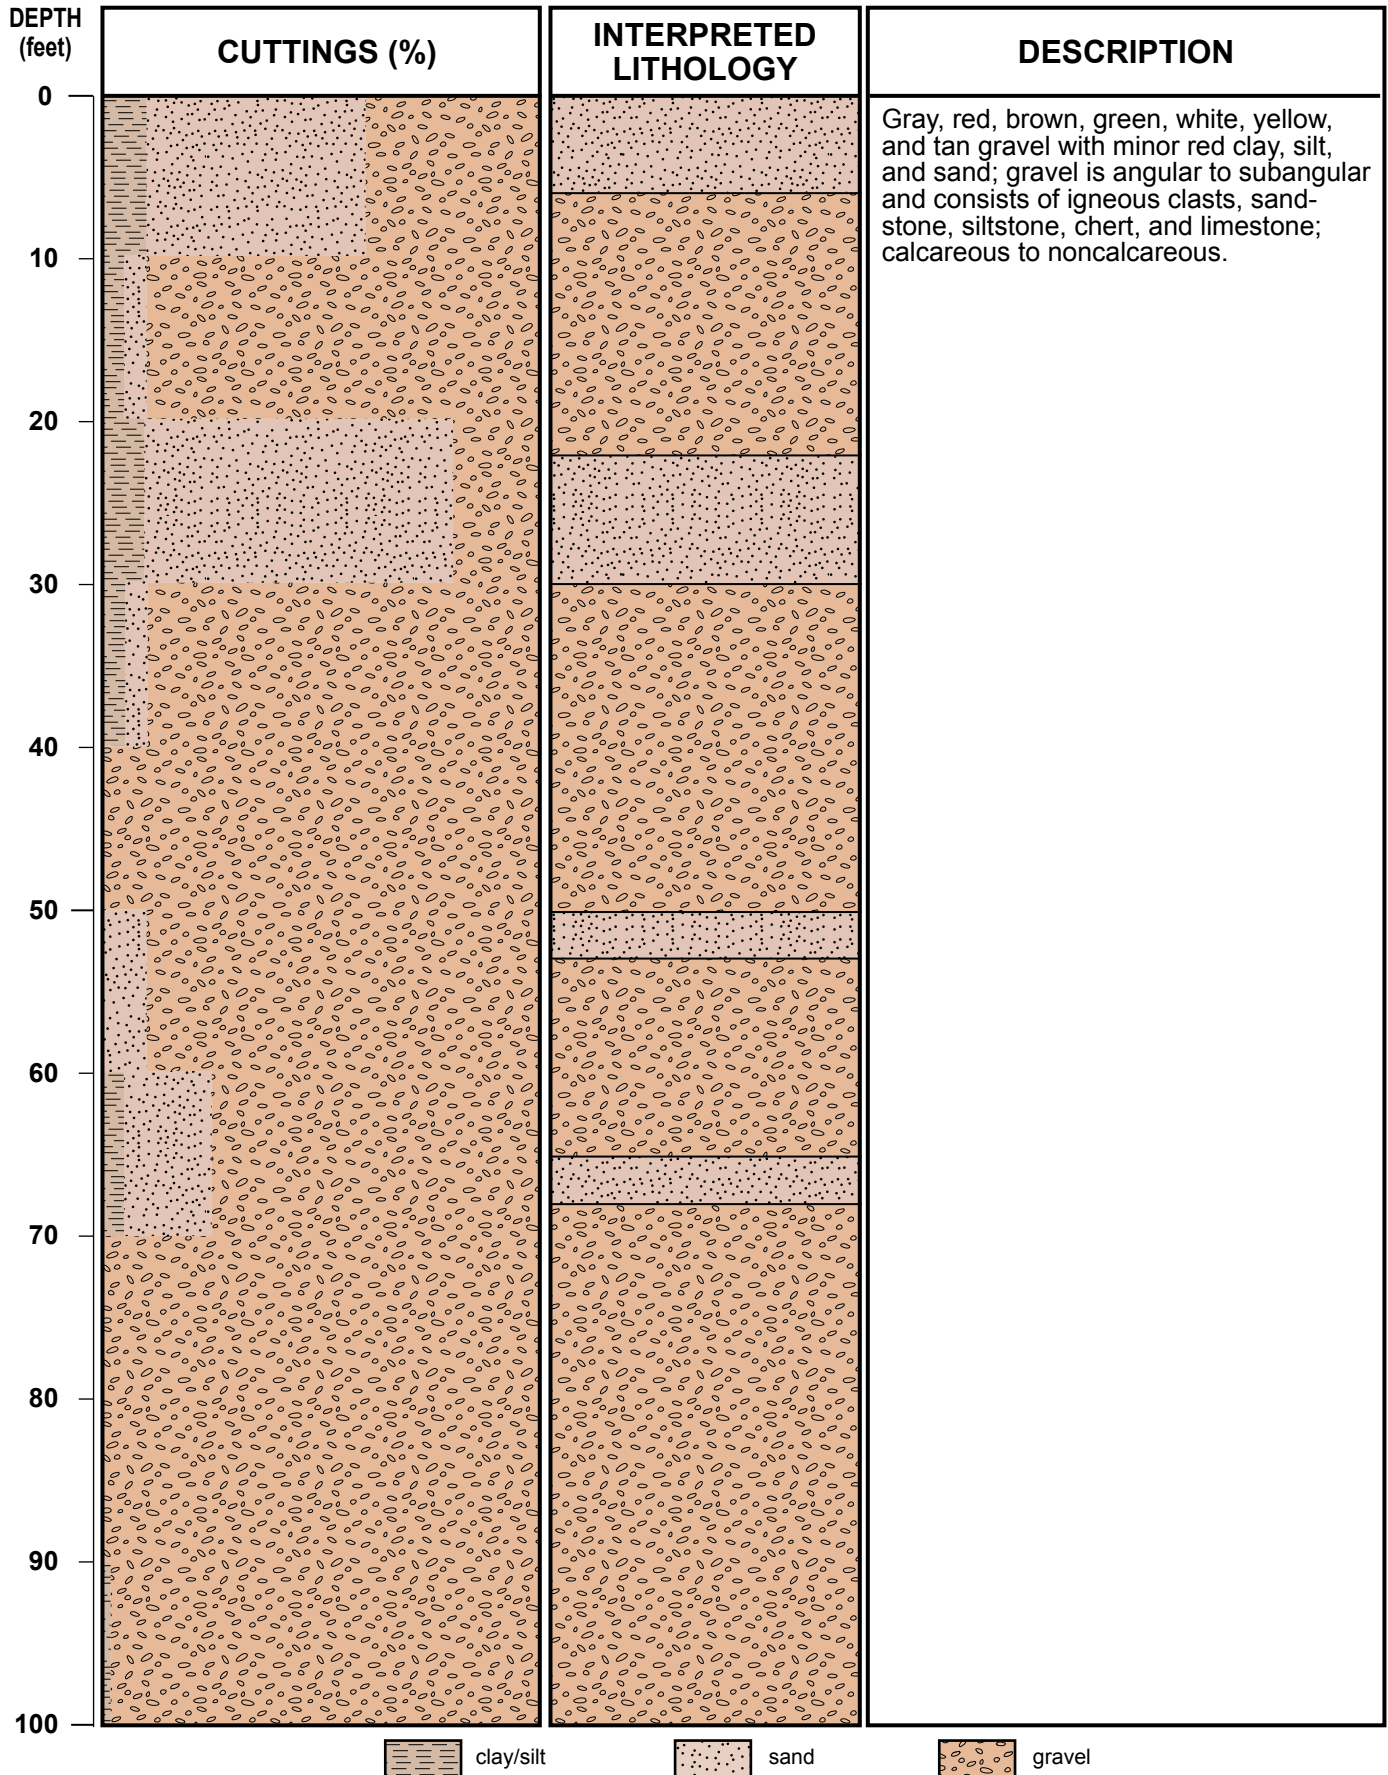 DEPTH
(feet)
CUTTINGS (%)
INTERPRETED
LITHOLOGY
DESCRIPTION
0
10
20
30
40
50
60
70
80
90
100
Gray, red, brown, green, white, yellow,
and tan gravel with minor red clay, silt,
and sand; gravel is angular to subangular
and consists of igneous clasts, sand-
stone, siltstone, chert, and limestone;
calcareous to noncalcareous.
clay/silt
sand
gravel